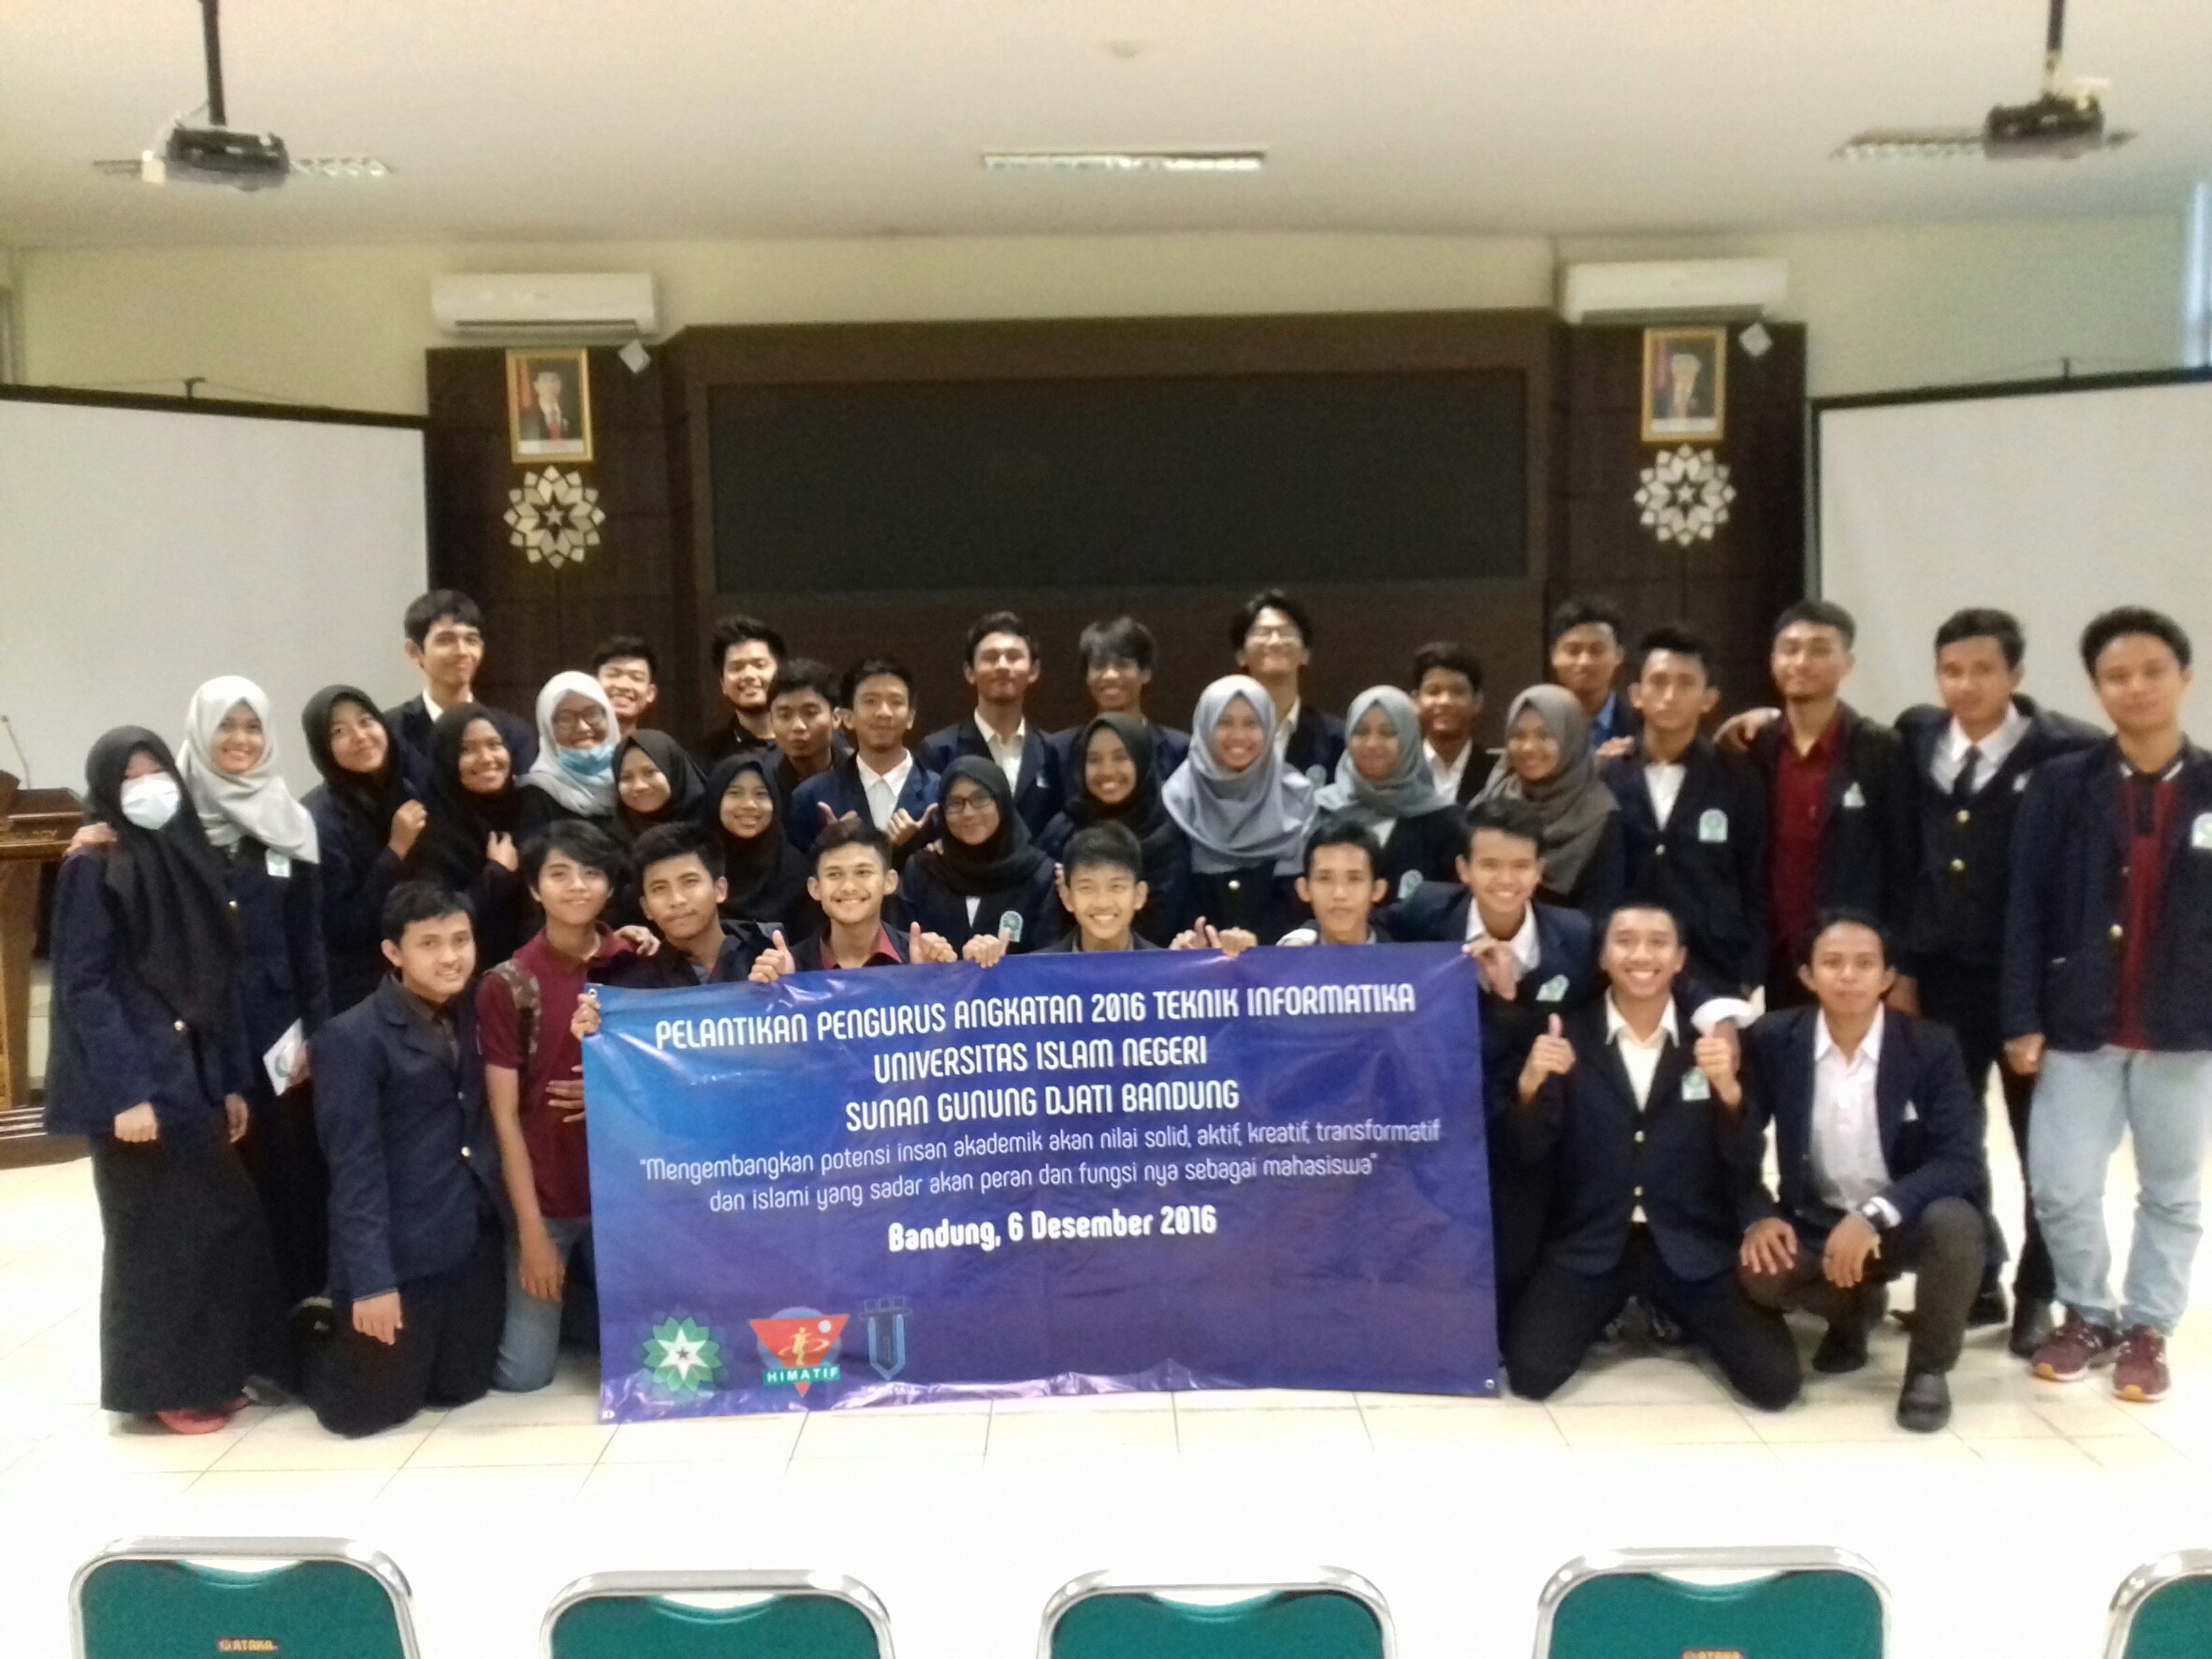 PELANTIKAN PENGURUS ANGKATAN 2016 TEKNIK INFORMATIKA
UNIVERSITAS ISLAM NEGERI
SUNAN GUNUNG DJATI BANDUNG
"Mengembangkan potensi insan akademik akan nilai solid, aktif, kreatif, transformatif
dan islami yang sadar akan peran dan fungsi nya sebagai mahasiswa"
Bandung, 6 Desember 2016
HIMATIF
ATAKA
ATAKA